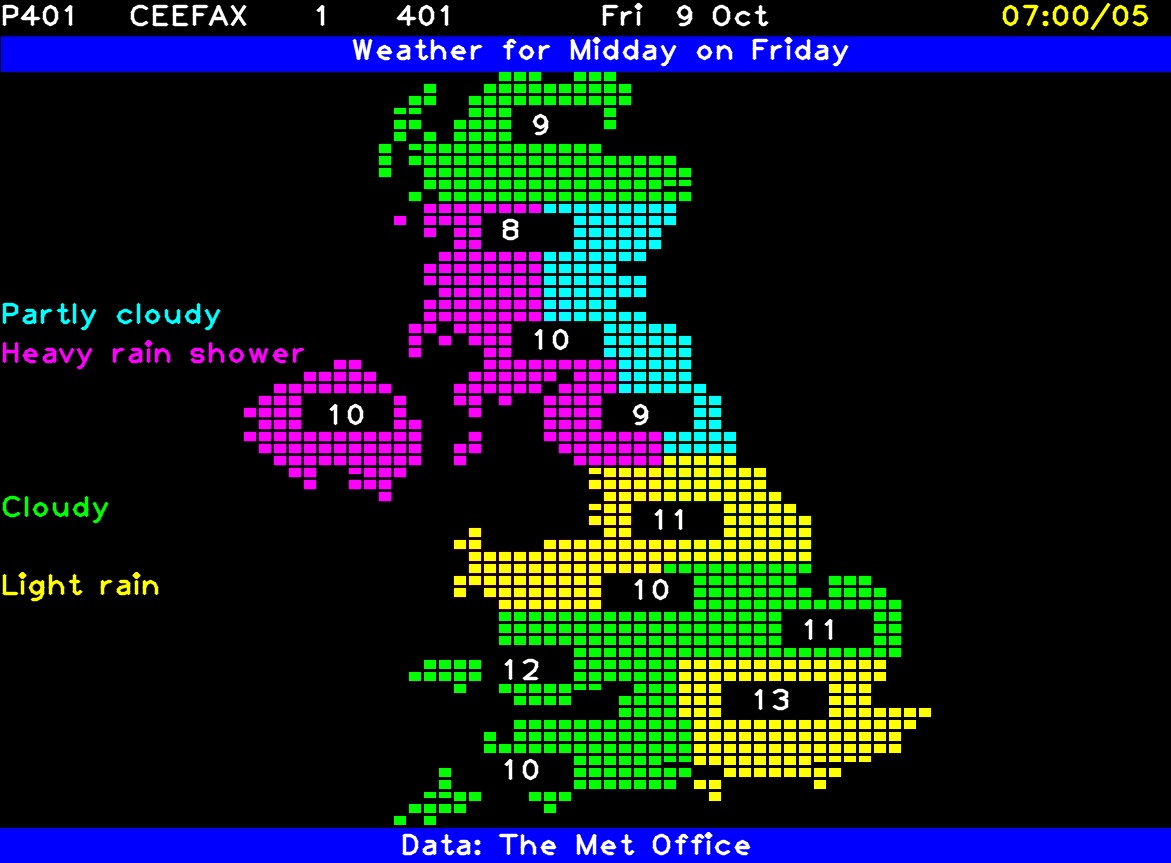 P401 CEEFAX 1 401 Fri 9 Oct 07:00/05
Weather for Midday on Friday
9
8
Partly cloudy
10
Heavy rain shower
10 9
Cloudy
11
Light rain
10
11
12
13
10
Data: The Met Office